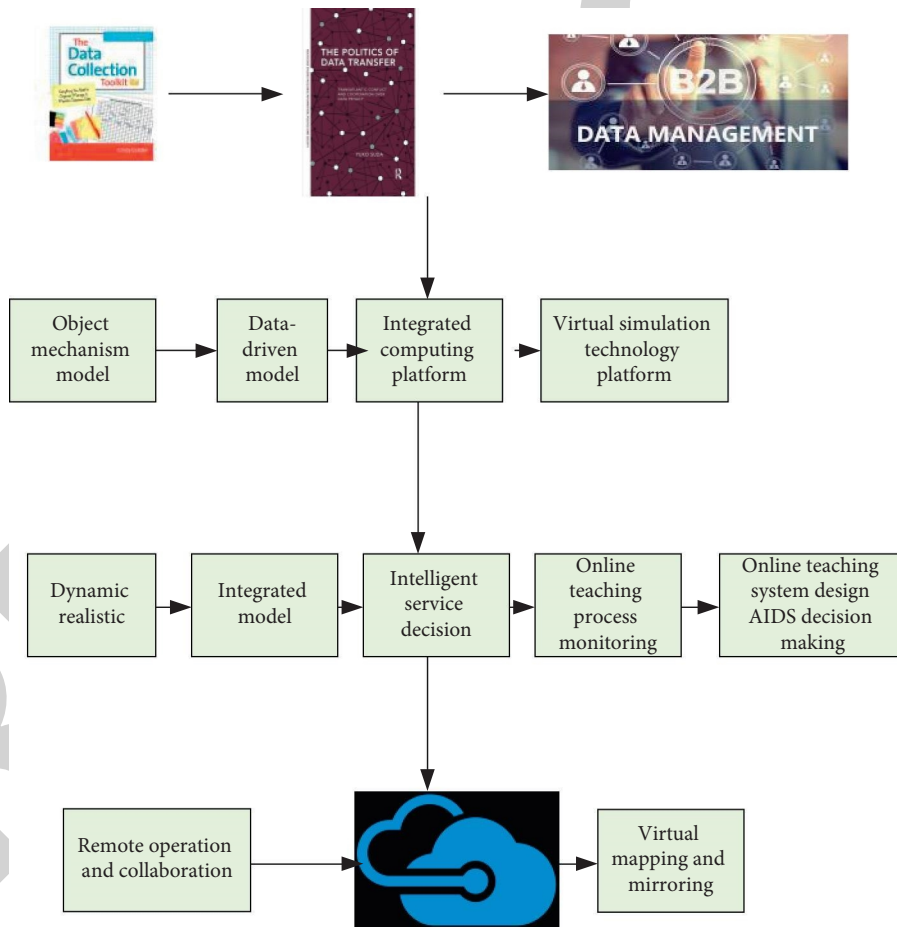 The
Data
Collection
Toolkit
THE POLITICS OF
DATA TRANSFER
YUKO SUDA
R
B2B
DATA MANAGEMENT
Object
mechanism
model
Data-
driven
model
Integrated
computing
platform
Virtual simulation
technology
platform
Dynamic
realistic
Integrated
model
Intelligent
service
decision
Online
teaching
process
monitoring
Online teaching
system design
AIDS decision
making
Remote operation
and collaboration
Virtual
mapping and
mirroring